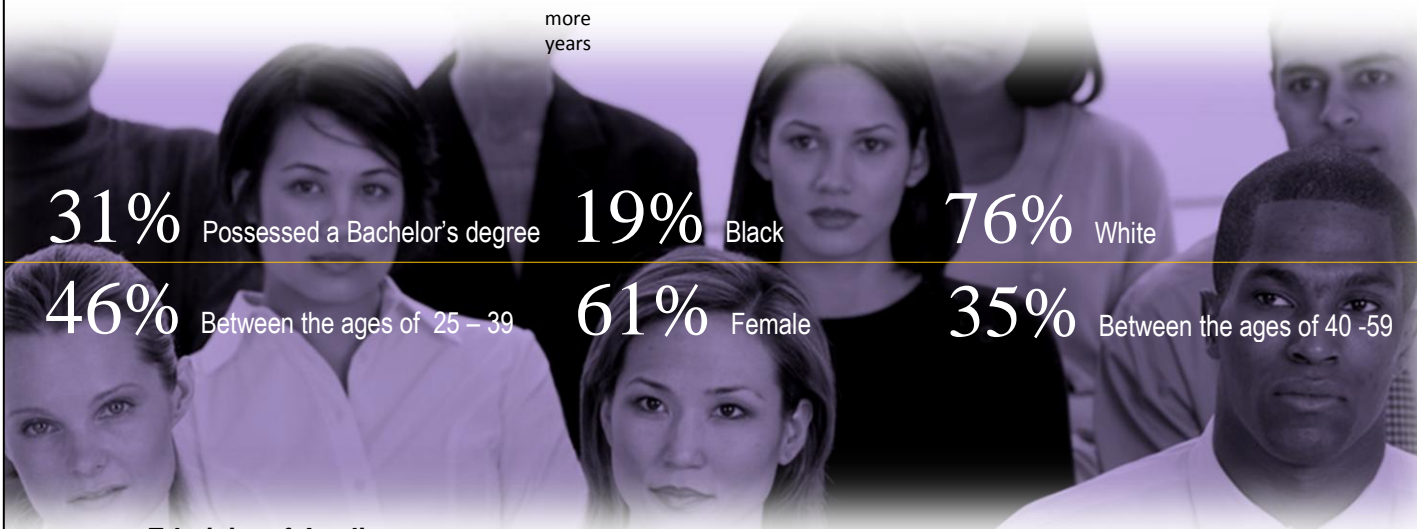 more
years
31% Possessed a Bachelor's degree 19% Black 76% White
46% Between the ages of 25 – 39 61% Female 35% Between the ages of 40 -59